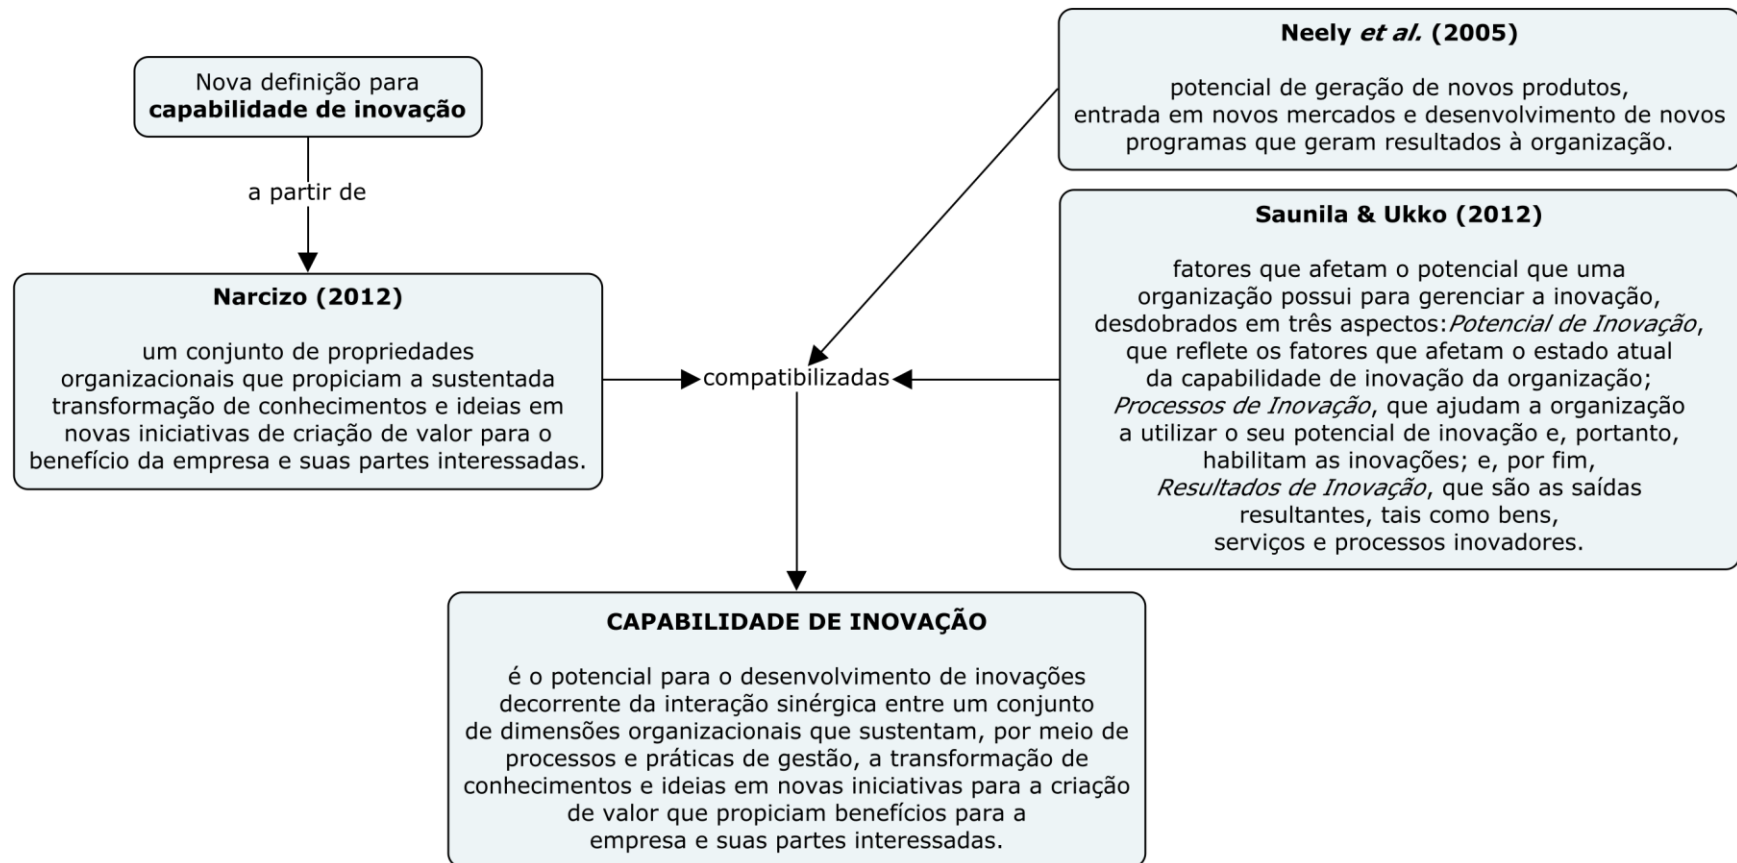 Nova definição para
capabilidade de inovação
a partir de
Narcizo (2012)
um conjunto de propriedades
organizacionais que propiciam a sustentada
transformação de conhecimentos e ideias em
novas iniciativas de criação de valor para o
benefício da empresa e suas partes interessadas.
Neely et al. (2005)
potencial de geração de novos produtos,
entrada em novos mercados e desenvolvimento de novos
programas que geram resultados à organização.
Saunila & Ukko (2012)
fatores que afetam o potencial que uma
organização possui para gerenciar a inovação,
desdobrados em três aspectos:Potencial de Inovação,
que reflete os fatores que afetam o estado atual
da capabilidade de inovação da organização;
Processos de Inovação, que ajudam a organização
a utilizar o seu potencial de inovação e, portanto,
habilitam as inovações; e, por fim,
Resultados de Inovação, que são as saídas
resultantes, tais como bens,
serviços e processos inovadores.
compatibilizadas
CAPABILIDADE DE INOVAÇÃO
é o potencial para o desenvolvimento de inovações
decorrente da interação sinérgica entre um conjunto
de dimensões organizacionais que sustentam, por meio de
processos e práticas de gestão, a transformação de
conhecimentos e ideias em novas iniciativas para a criação
de valor que propiciam benefícios para a
empresa e suas partes interessadas.